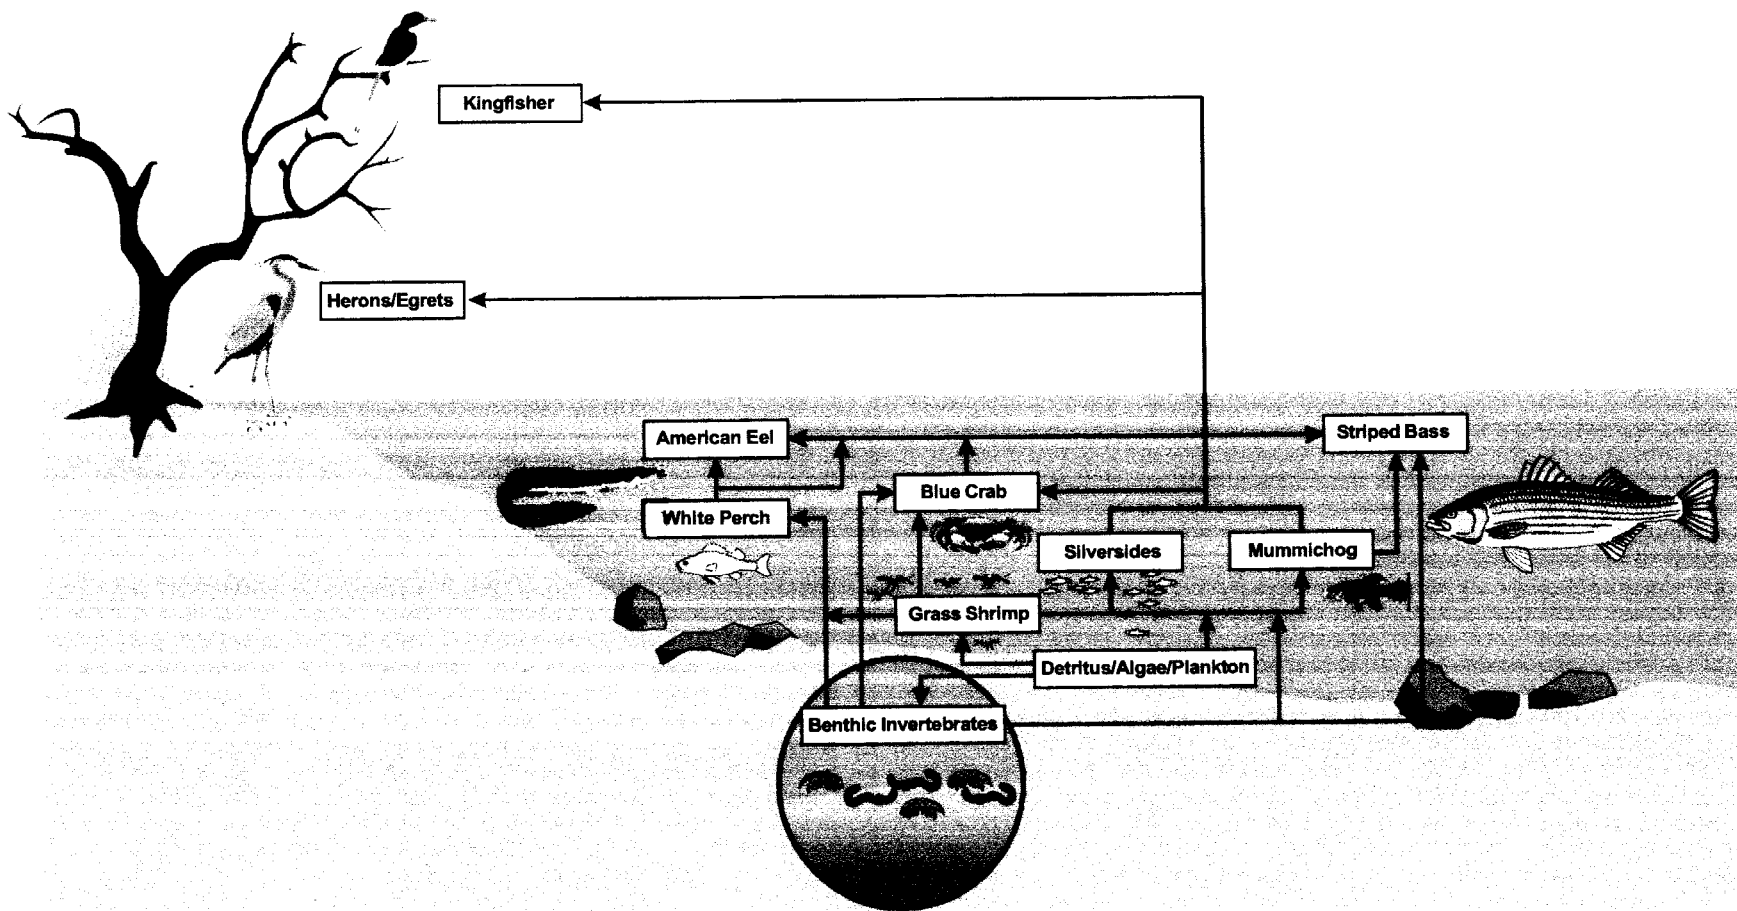 Kingfisher
Herons/Egrets
American Eel
Striped Bass
Blue Crab
White Perch
Silversides
Mummichog
Grass Shrimp
Detritus/Algae/Plankton
Benthic Invertebrates